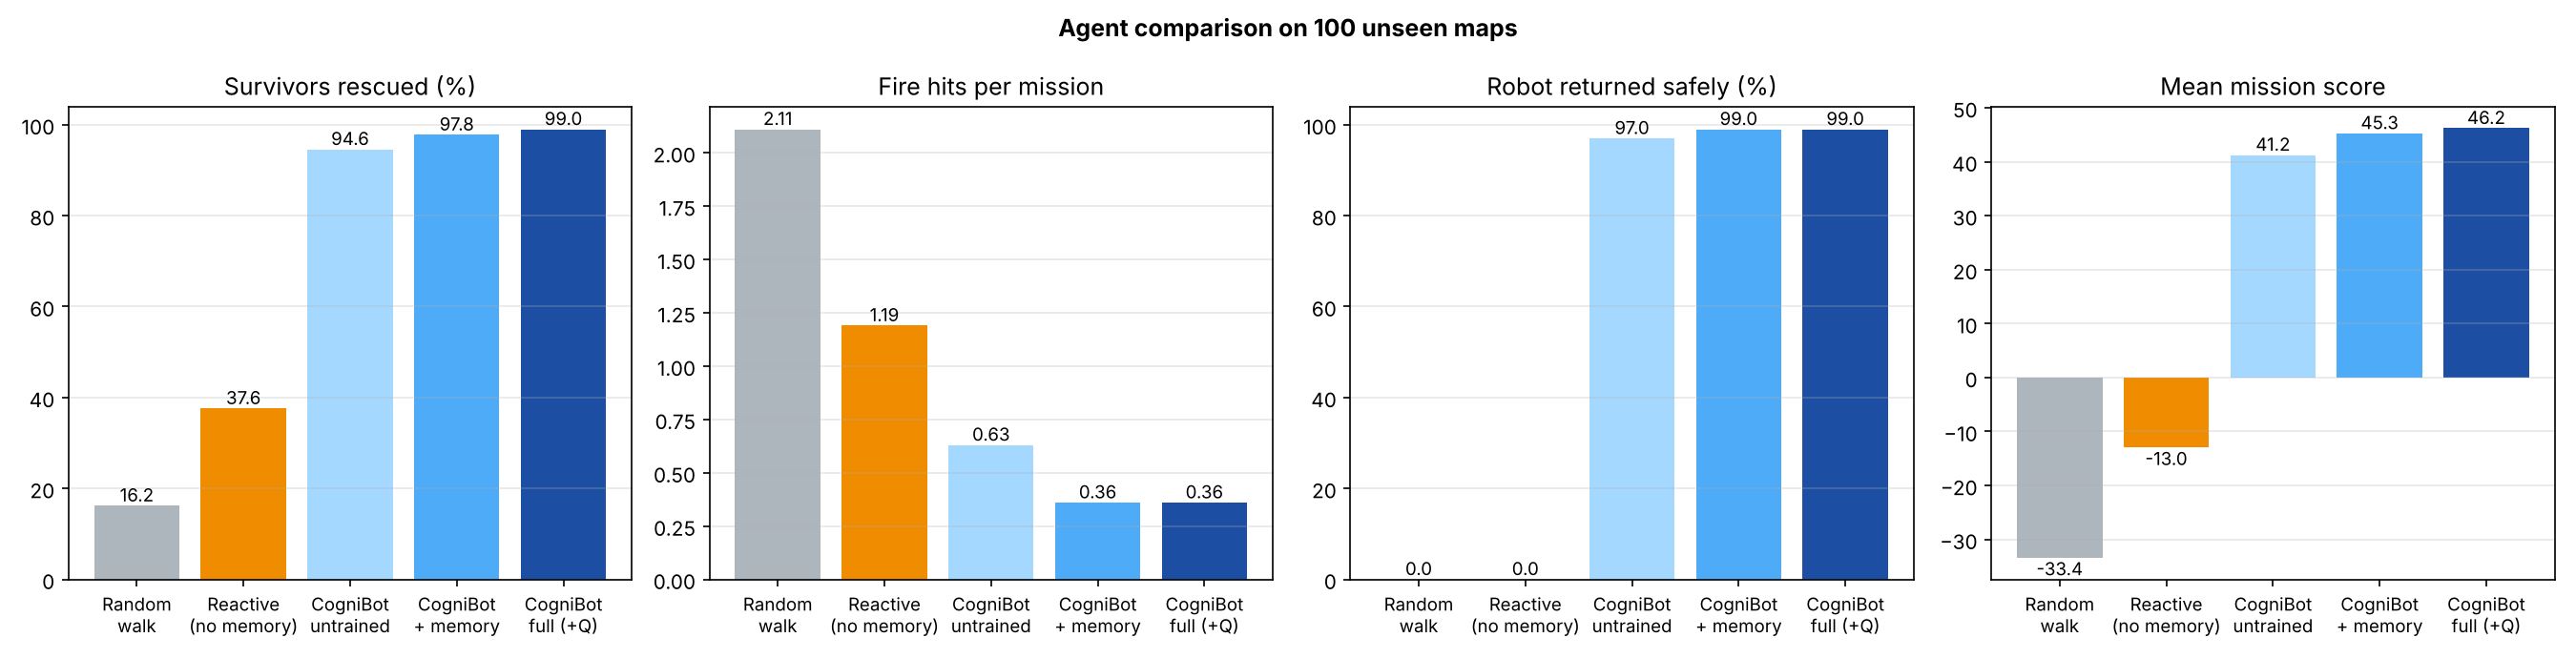 Agent comparison on 100 unseen maps
Survivors rescued (%)
100
80
60
40
20
0
16.2
37.6
94.6
97.8
99.0
Random
walk
Reactive
(no memory)
CogniBot
untrained
CogniBot
+ memory
CogniBot
full (+Q)
Fire hits per mission
2.00
1.75
1.50
1.25
1.00
0.75
0.50
0.25
0.00
2.11
1.19
0.63
0.36
0.36
Random
walk
Reactive
(no memory)
CogniBot
untrained
CogniBot
+ memory
CogniBot
full (+Q)
Robot returned safely (%)
100
80
60
40
20
0
0.0
0.0
97.0
99.0
99.0
Random
walk
Reactive
(no memory)
CogniBot
untrained
CogniBot
+ memory
CogniBot
full (+Q)
Mean mission score
50
40
30
20
10
0
−10
−20
−30
-33.4
-13.0
41.2
45.3
46.2
Random
walk
Reactive
(no memory)
CogniBot
untrained
CogniBot
+ memory
CogniBot
full (+Q)